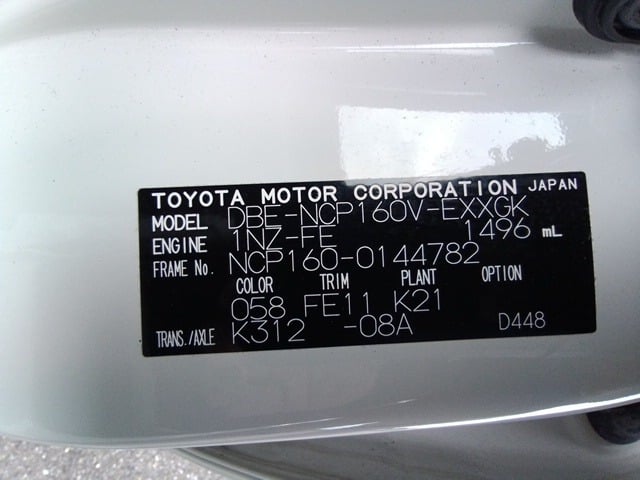 TOYOTA MOTOR CORPORATION JAPAN
MODEL DBE-NCP160V-EXXGK
ENGINE 1NZ-FE 1496 mL
FRAME No. NCP160-0144782
COLOR TRIM PLANT OPTION
058 FE11 K21
TRANS./AXLE K312 -08A D448